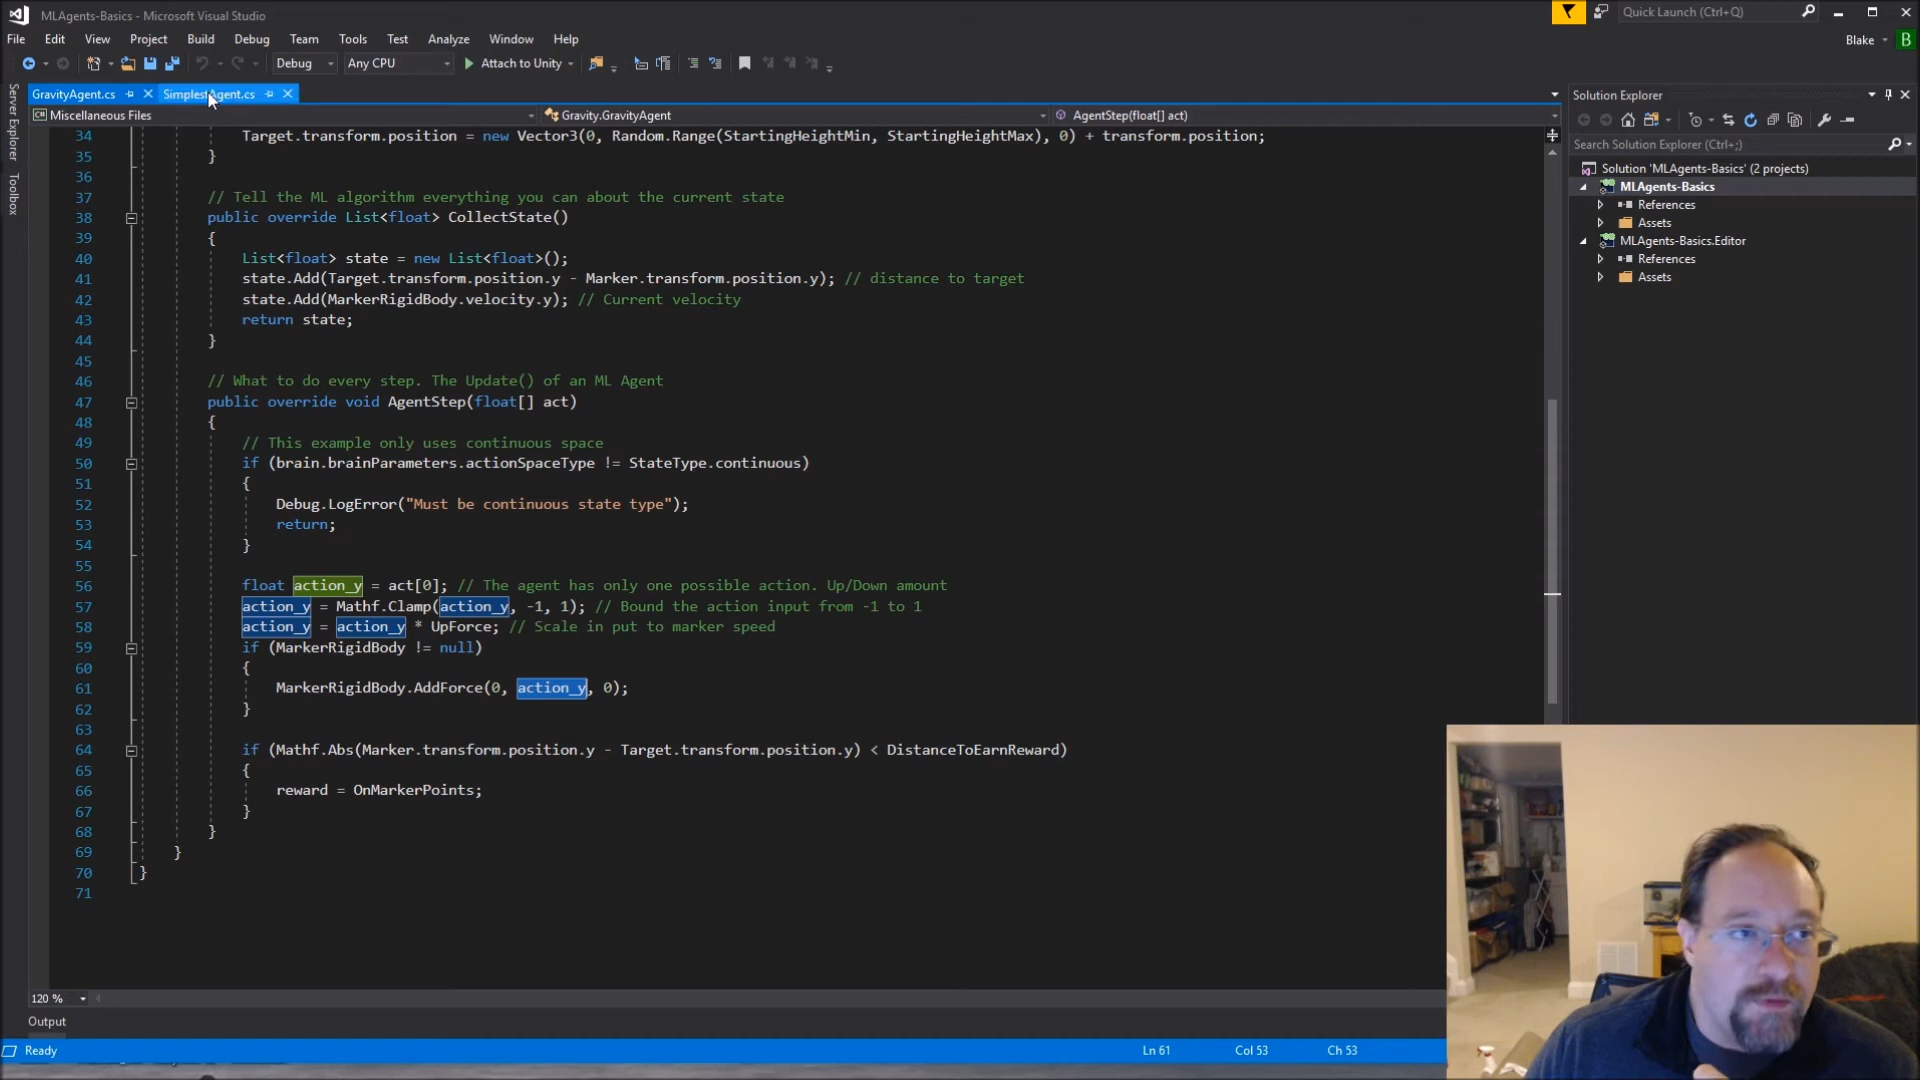 MLAgents-Basics - Microsoft Visual Studio
Quick Launch (Ctrl+Q)
File Edit View Project Build Debug Team Tools Test Analyze Window Help
Blake B
Debug Any CPU Attach to Unity
GravityAgent.cs SimplestAgent.cs
Solution Explorer
Miscellaneous Files Gravity.GravityAgent AgentStep(float[] act)
Server Explorer
Toolbox
Search Solution Explorer (Ctrl+;)
Solution 'MLAgents-Basics' (2 projects)
MLAgents-Basics
References
Assets
MLAgents-Basics.Editor
References
Assets
34 Target.transform.position = new Vector3(0, Random.Range(StartingHeightMin, StartingHeightMax), 0) + transform.position;
35 }
36
37 // Tell the ML algorithm everything you can about the current state
38 public override List<float> CollectState()
39 {
40 List<float> state = new List<float>();
41 state.Add(Target.transform.position.y - Marker.transform.position.y); // distance to target
42 state.Add(MarkerRigidBody.velocity.y); // Current velocity
43 return state;
44 }
45
46 // What to do every step. The Update() of an ML Agent
47 public override void AgentStep(float[] act)
48 {
49 // This example only uses continuous space
50 if (brain.brainParameters.actionSpaceType != StateType.continuous)
51 {
52 Debug.LogError("Must be continuous state type");
53 return;
54 }
55
56 float action_y = act[0]; // The agent has only one possible action. Up/Down amount
57 action_y = Mathf.Clamp(action_y, -1, 1); // Bound the action input from -1 to 1
58 action_y = action_y * UpForce; // Scale in put to marker speed
59 if (MarkerRigidBody != null)
60 {
61 MarkerRigidBody.AddForce(0, action_y, 0);
62 }
63
64 if (Mathf.Abs(Marker.transform.position.y - Target.transform.position.y) < DistanceToEarnReward)
65 {
66 reward = OnMarkerPoints;
67 }
68 }
69 }
70 }
71
120 %
Output
Ready Ln 61 Col 53 Ch 53